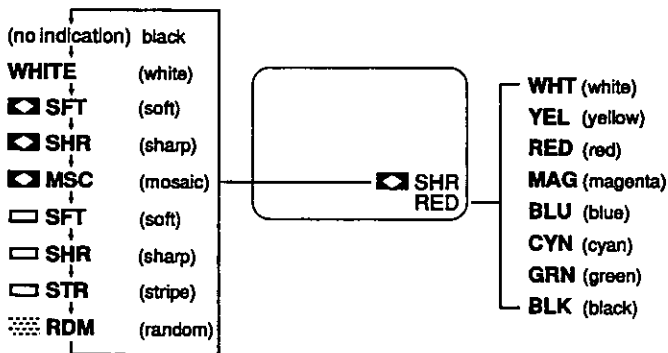 (no indication) black
WHITE (white)
SFT (soft)
SHR (sharp)
MSC (mosaic)
SFT (soft)
SHR (sharp)
STR (stripe)
RDM (random)
SHR
RED
WHT (white)
YEL (yellow)
RED (red)
MAG (magenta)
BLU (blue)
CYN (cyan)
GRN (green)
BLK (black)